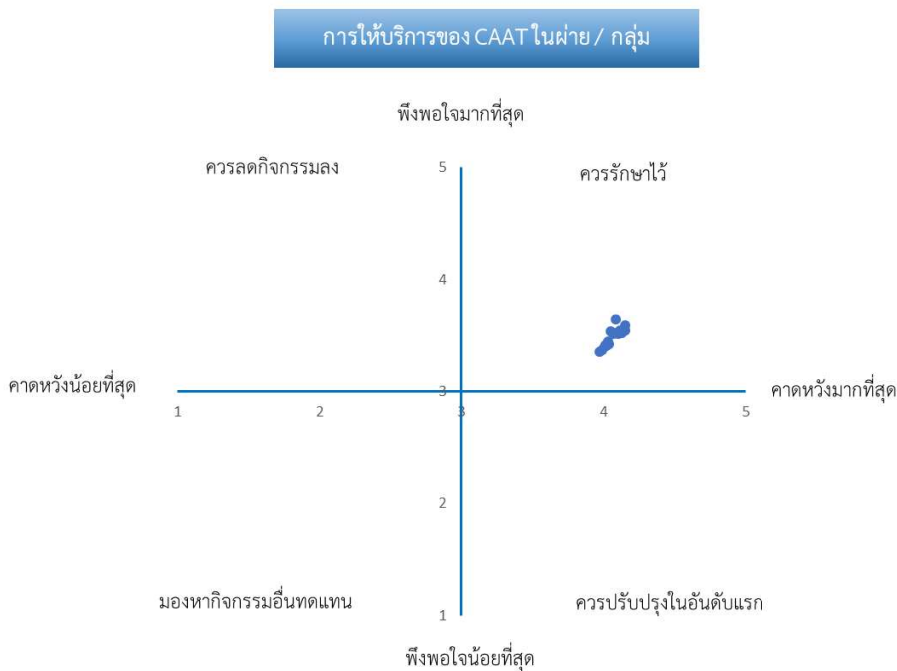 การให้บริการของ CAAT ในฝ่าย / กลุ่ม
พึงพอใจมากที่สุด
ควรลดกิจกรรมลง
5
ควรรักษาไว้
4
คาดหวังน้อยที่สุด
3
คาดหวังมากที่สุด
1 2 3 4 5
2
มองหากิจกรรมอื่นทดแทน
1
ควรปรับปรุงในอันดับแรก
พึงพอใจน้อยที่สุด